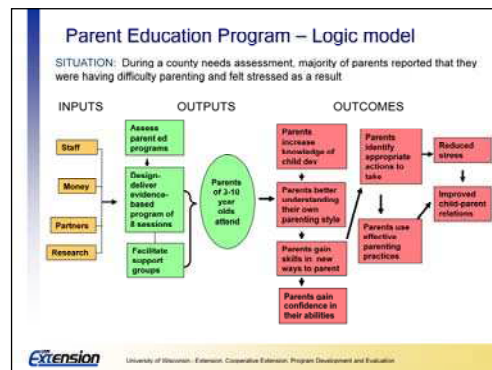 Parent Education Program – Logic model
SITUATION: During a county needs assessment, majority of parents reported that they
were having difficulty parenting and felt stressed as a result
INPUTS
OUTPUTS
OUTCOMES
Staff
Money
Partners
Research
Assess
parent ed
programs
Design-
deliver
evidence-
based
program of
8 sessions
Facilitate
support
groups
Parents
of 3-10
year
olds
attend
Parents
increase
knowledge of
child dev
Parents better
understanding
their own
parenting style
Parents gain
skills in new
ways to parent
Parents gain
confidence in
their abilities
Parents
identify
appropriate
actions to
take
Parents use
effective
parenting
practices
Reduced
stress
Improved
child-parent
relations
Extension
University of Wisconsin - Extension, Cooperative Extension, Program Development and Evaluation